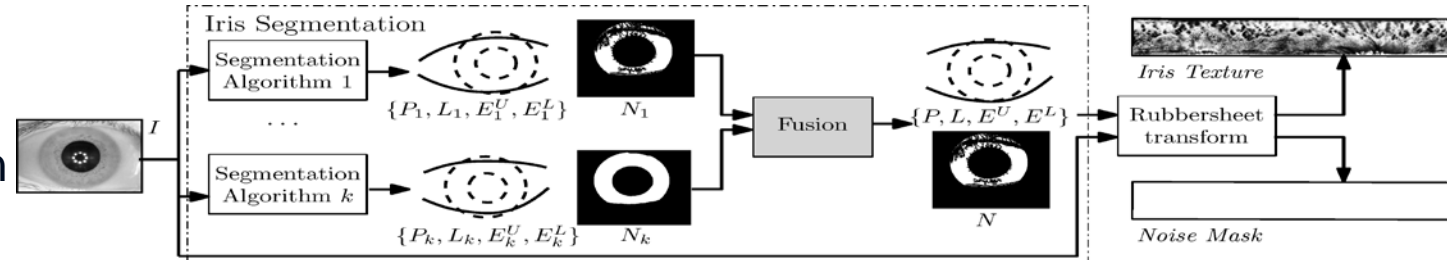 Iris Segmentation
Segmentation
Algorithm 1
{P₁, L₁, E₁ᵁ, E₁ᴸ}
N₁
I
...
Segmentation
Algorithm k
{Pₖ, Lₖ, Eₖᵁ, Eₖᴸ}
Nₖ
Fusion
{P, L, Eᵁ, Eᴸ}
N
Rubbersheet
transform
Iris Texture
Noise Mask